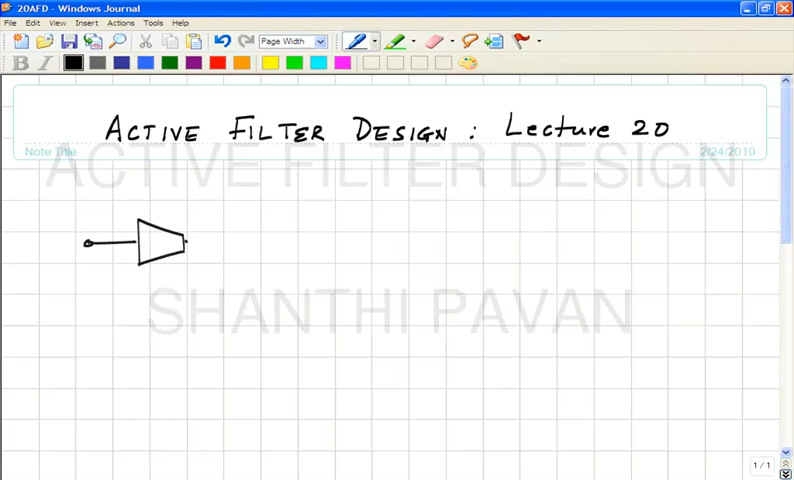 20AFD - Windows Journal
File Edit View Insert Actions Tools Help
Page Width
B I
ACTIVE FILTER DESIGN : Lecture 20
Note Title
2/24/2010
ACTIVE FILTER DESIGN
SHANTHI PAVAN
1 / 1